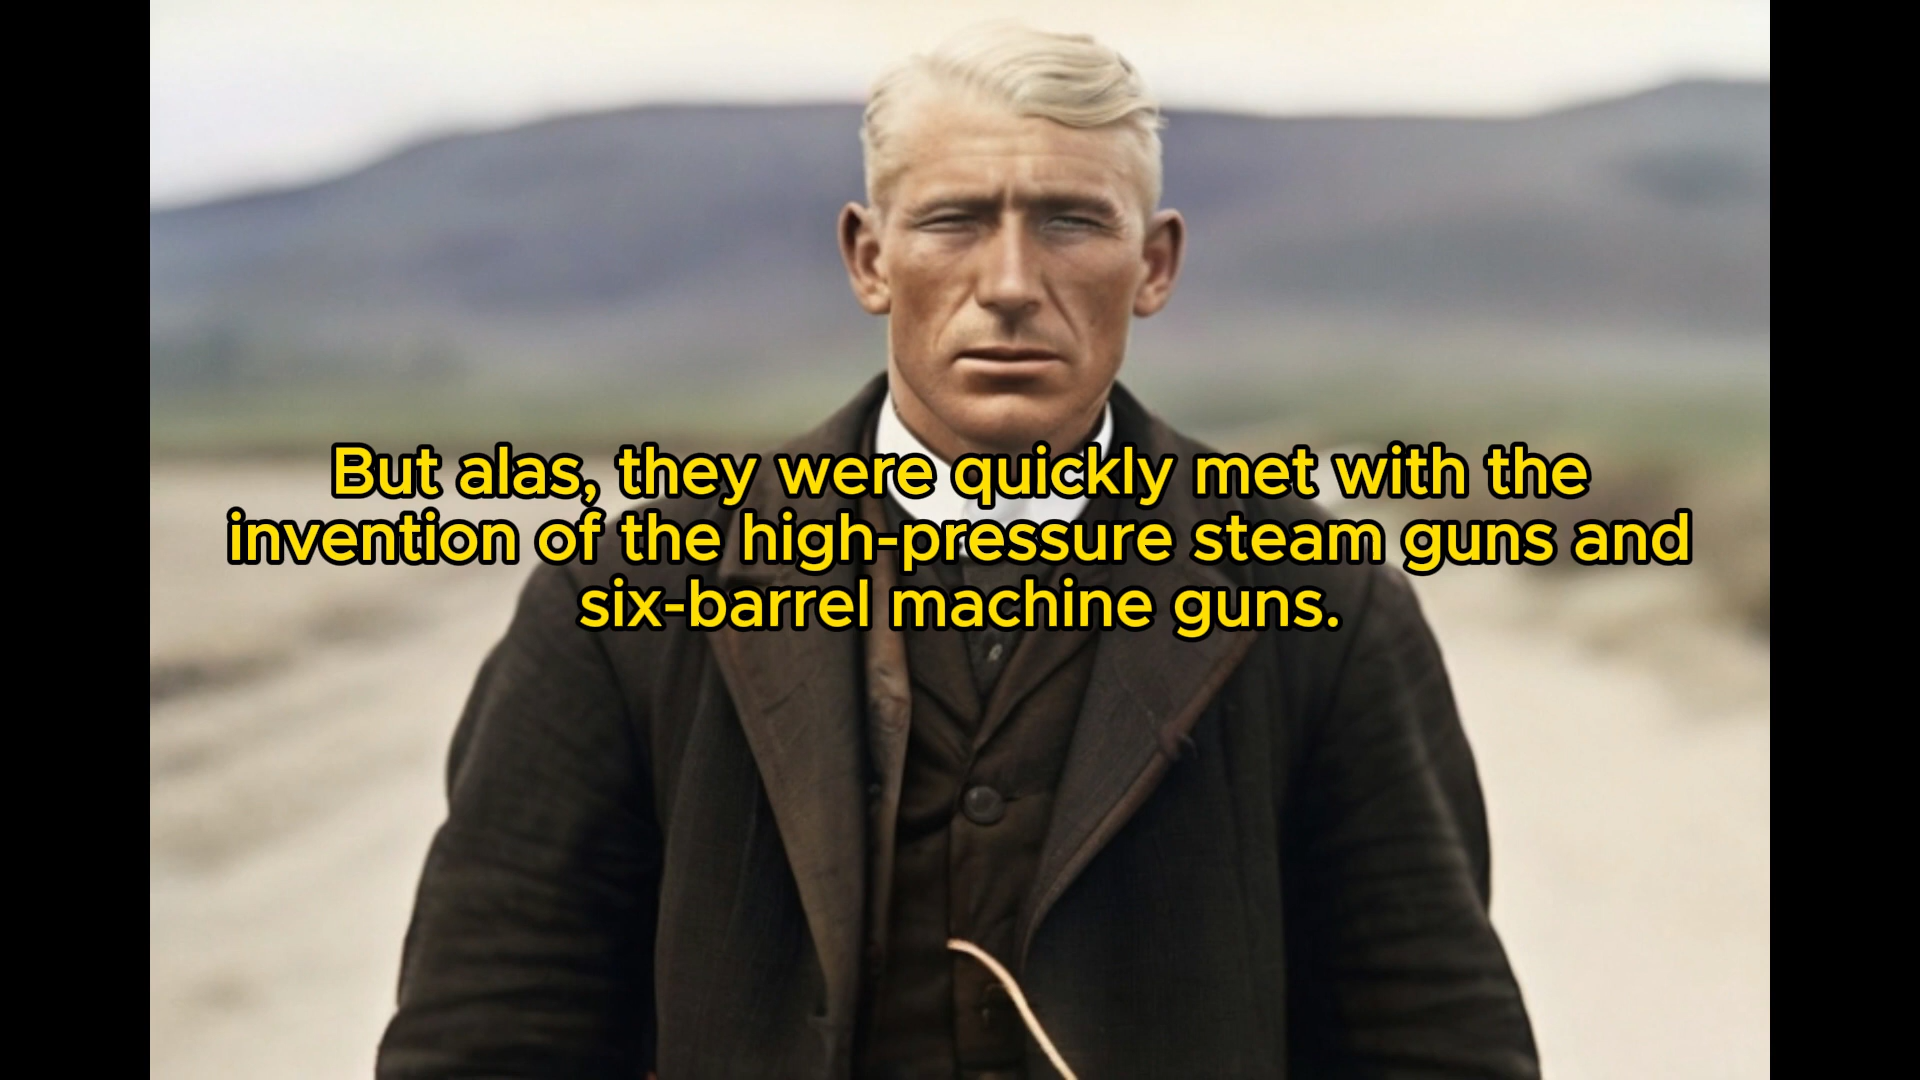 But alas, they were quickly met with the
invention of the high-pressure steam guns and
six-barrel machine guns.